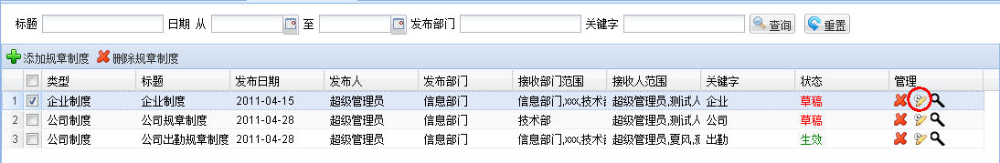 标题 日期 从 至 发布部门 关键字 查询 重置
添加规章制度 删除规章制度
类型 标题 发布日期 发布人 发布部门 接收部门范围 接收人范围 关键字 状态 管理
1 企业制度 企业制度 2011-04-15 超级管理员 信息部门 信息部门,xxx,技术 超级管理员,测试人 企业 草稿
2 公司制度 公司规章制度 2011-04-28 超级管理员 信息部门 技术部 超级管理员,测试人 公司 草稿
3 公司制度 公司出勤规章制度 2011-04-28 超级管理员 信息部门 信息部门,xxx,技术 超级管理员,夏风, 出勤 生效